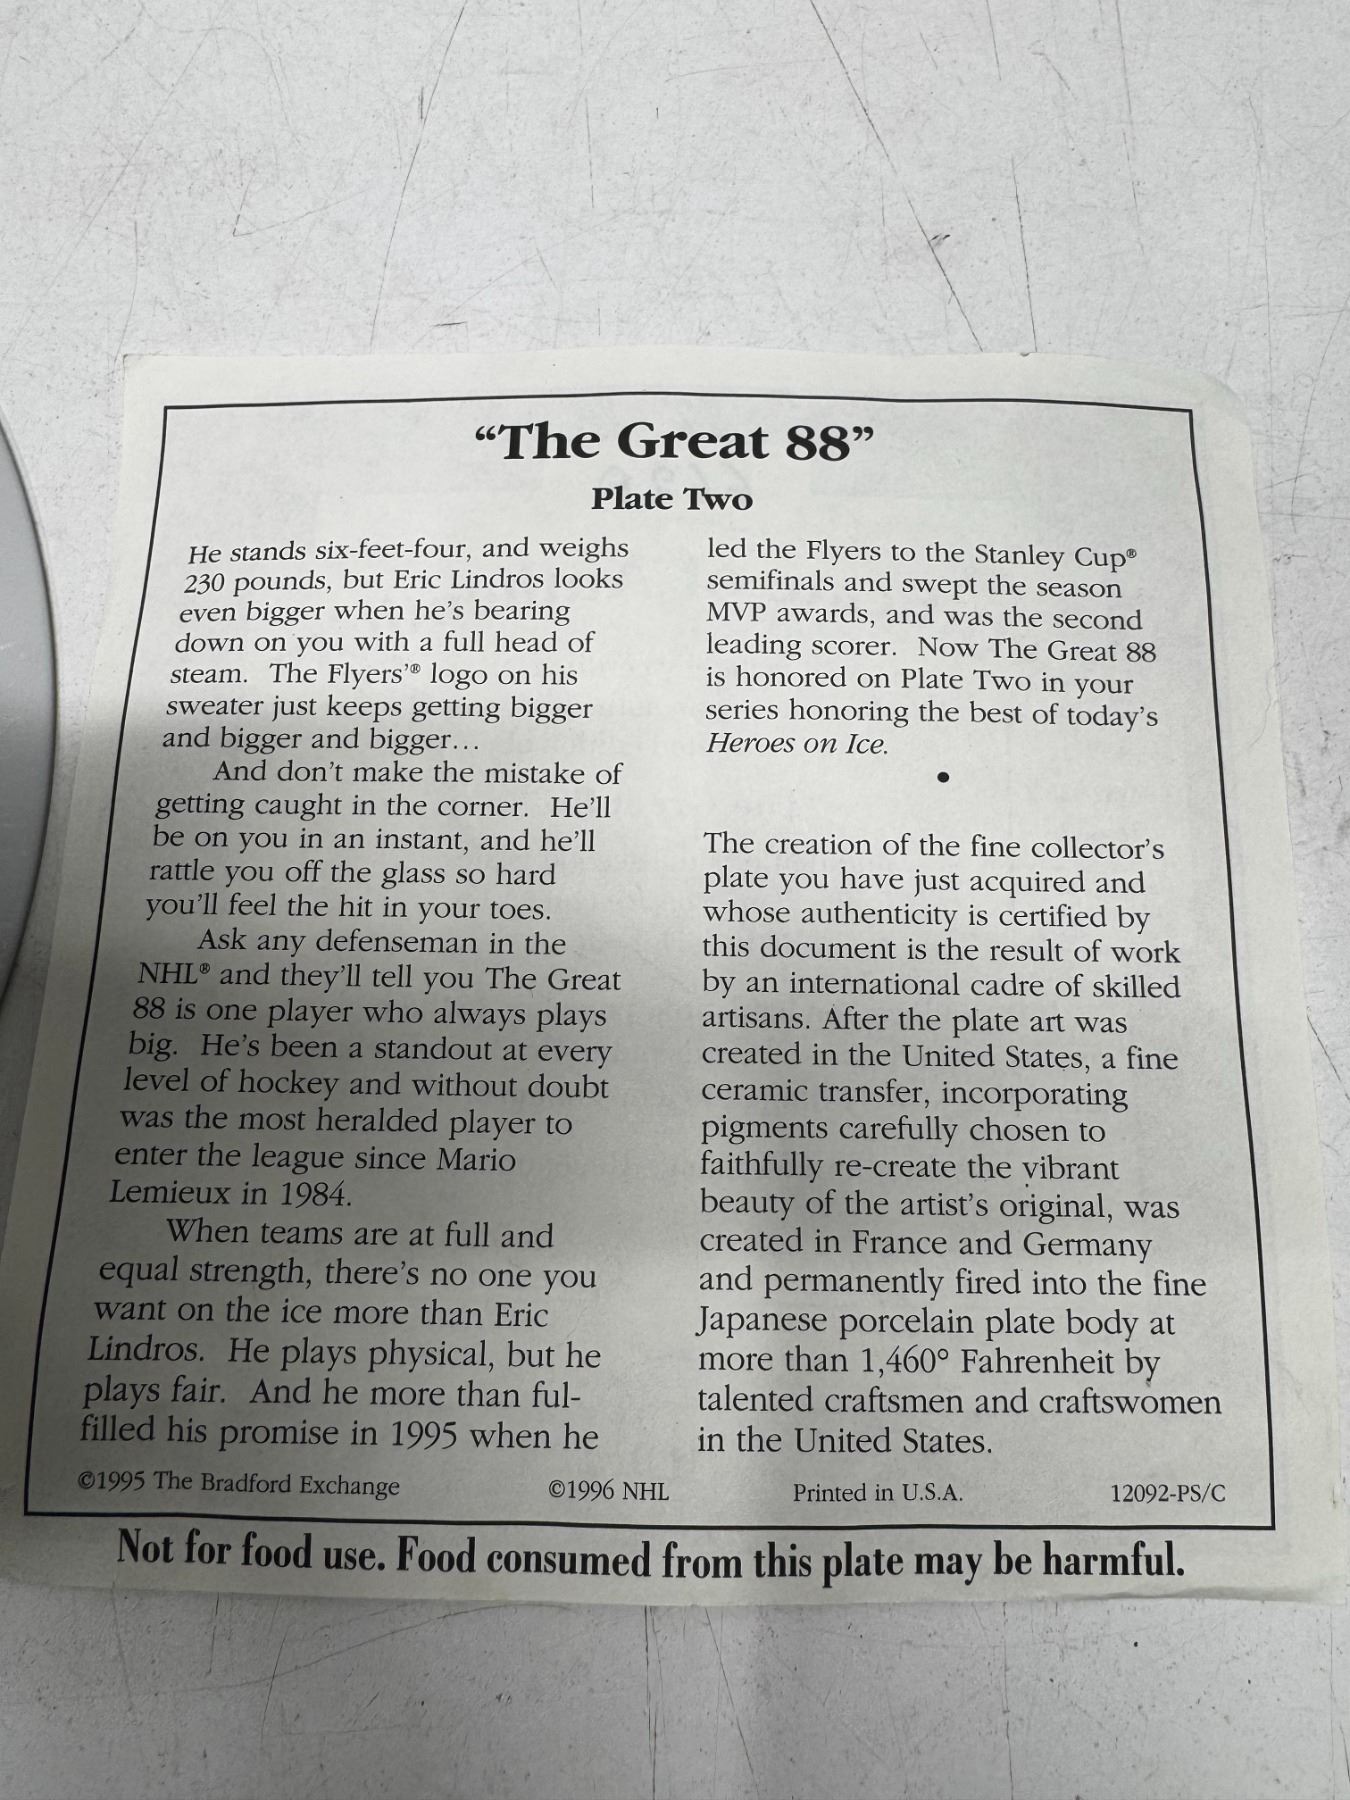 “The Great 88”
Plate Two
He stands six-feet-four, and weighs
230 pounds, but Eric Lindros looks
even bigger when he's bearing
down on you with a full head of
steam. The Flyers'® logo on his
sweater just keeps getting bigger
and bigger and bigger...
And don't make the mistake of
getting caught in the corner. He'll
be on you in an instant, and he'll
rattle you off the glass so hard
you'll feel the hit in your toes.
Ask any defenseman in the
NHL® and they'll tell you The Great
88 is one player who always plays
big. He's been a standout at every
level of hockey and without doubt
was the most heralded player to
enter the league since Mario
Lemieux in 1984.
When teams are at full and
equal strength, there's no one you
want on the ice more than Eric
Lindros. He plays physical, but he
plays fair. And he more than ful-
filled his promise in 1995 when he
led the Flyers to the Stanley Cup®
semifinals and swept the season
MVP awards, and was the second
leading scorer. Now The Great 88
is honored on Plate Two in your
series honoring the best of today's
Heroes on Ice.
•
The creation of the fine collector's
plate you have just acquired and
whose authenticity is certified by
this document is the result of work
by an international cadre of skilled
artisans. After the plate art was
created in the United States, a fine
ceramic transfer, incorporating
pigments carefully chosen to
faithfully re-create the vibrant
beauty of the artist's original, was
created in France and Germany
and permanently fired into the fine
Japanese porcelain plate body at
more than 1,460° Fahrenheit by
talented craftsmen and craftswomen
in the United States.
©1995 The Bradford Exchange ©1996 NHL Printed in U.S.A. 12092-PS/C
Not for food use. Food consumed from this plate may be harmful.